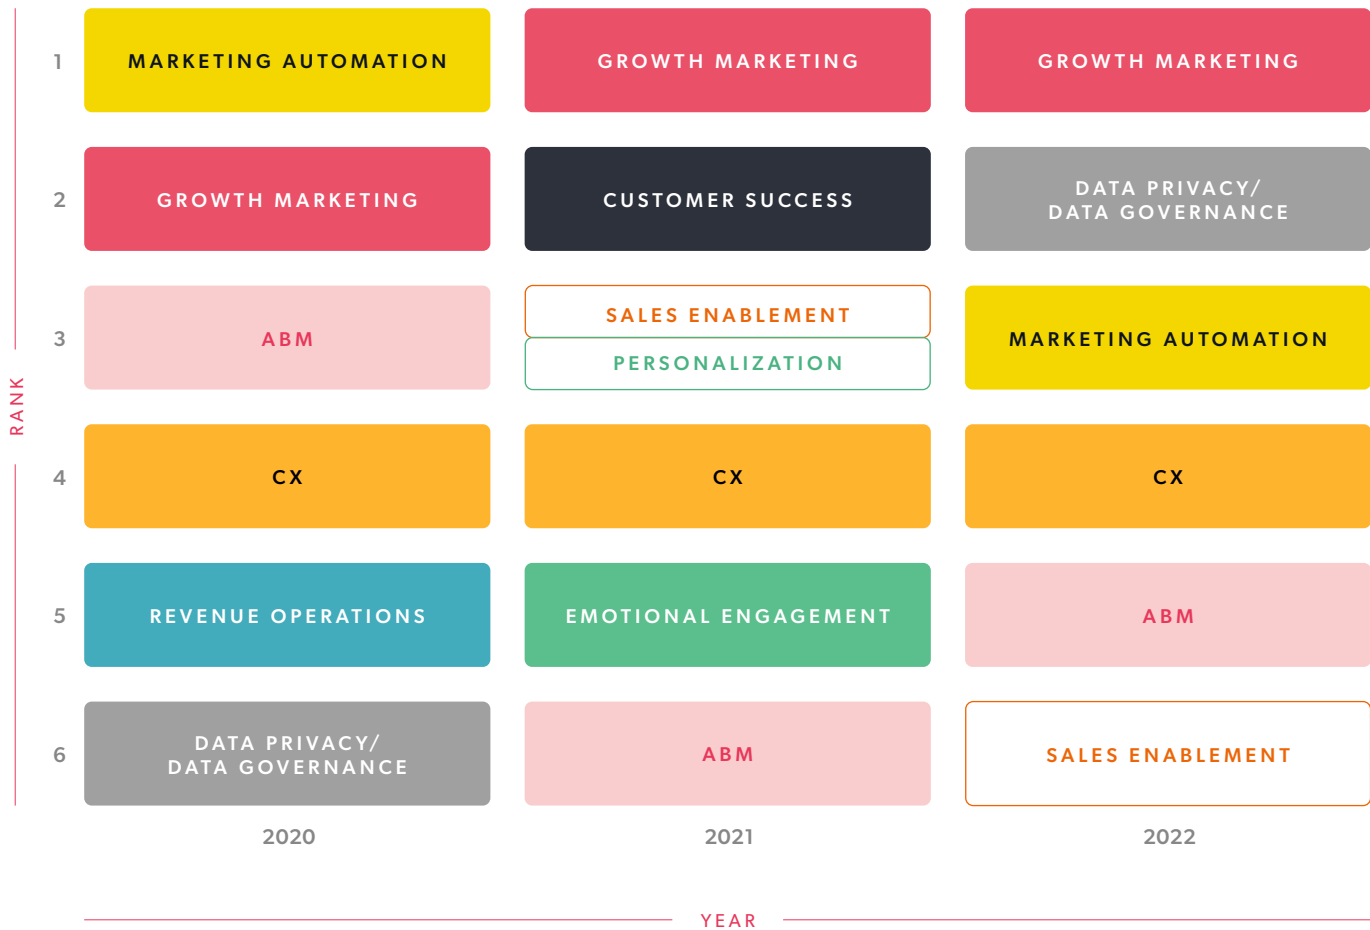 1
MARKETING AUTOMATION
GROWTH MARKETING
GROWTH MARKETING
2
GROWTH MARKETING
CUSTOMER SUCCESS
DATA PRIVACY/
DATA GOVERNANCE
3
ABM
SALES ENABLEMENT
PERSONALIZATION
MARKETING AUTOMATION
RANK
4
CX
CX
CX
5
REVENUE OPERATIONS
EMOTIONAL ENGAGEMENT
ABM
6
DATA PRIVACY/
DATA GOVERNANCE
ABM
SALES ENABLEMENT
2020
2021
2022
YEAR